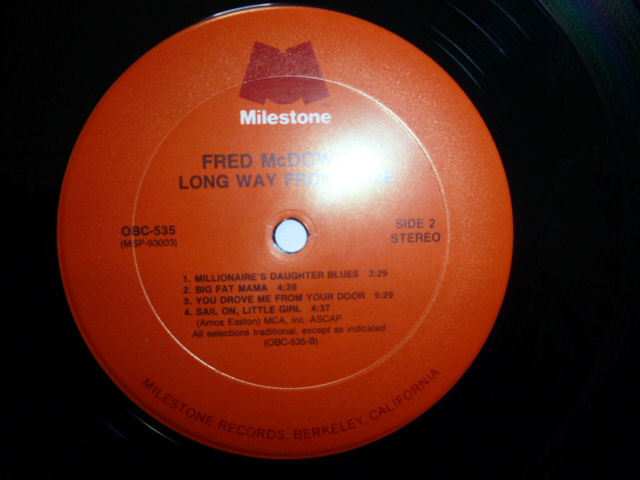 Milestone
FRED McDOW
LONG WAY FROM
OBC-535
(MSP-93003)
SIDE 2
STEREO
1. MILLIONAIRE'S DAUGHTER BLUES 3:29
2. BIG FAT MAMA 4:39
3. YOU DROVE ME FROM YOUR DOOR 5:29
4. SAIL ON, LITTLE GIRL 4:37
(Amos Easton) MCA, Inc.-ASCAP
All selections traditional, except as indicated.
(OBC-535-B)
MILESTONE RECORDS, BERKELEY, CALIFORNIA